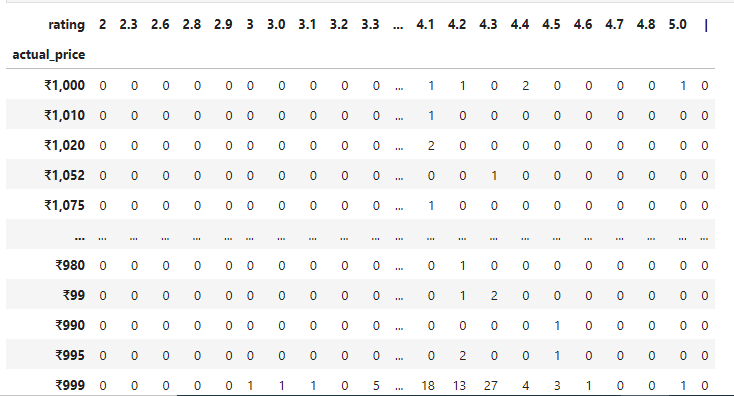 rating 2 2.3 2.6 2.8 2.9 3 3.0 3.1 3.2 3.3 ... 4.1 4.2 4.3 4.4 4.5 4.6 4.7 4.8 5.0 |
actual_price
₹1,000 0 0 0 0 0 0 0 0 0 0 ... 1 1 0 2 0 0 0 0 1 0
₹1,010 0 0 0 0 0 0 0 0 0 0 ... 1 0 0 0 0 0 0 0 0 0
₹1,020 0 0 0 0 0 0 0 0 0 0 ... 2 0 0 0 0 0 0 0 0 0
₹1,052 0 0 0 0 0 0 0 0 0 0 ... 0 0 1 0 0 0 0 0 0 0
₹1,075 0 0 0 0 0 0 0 0 0 0 ... 1 0 0 0 0 0 0 0 0 0
... ... ... ... ... ... ... ... ... ... ... ... ... ... ... ... ... ... ... ... ... ...
₹980 0 0 0 0 0 0 0 0 0 0 ... 0 1 0 0 0 0 0 0 0 0
₹99 0 0 0 0 0 0 0 0 0 0 ... 0 1 2 0 0 0 0 0 0 0
₹990 0 0 0 0 0 0 0 0 0 0 ... 0 0 0 0 1 0 0 0 0 0
₹995 0 0 0 0 0 0 0 0 0 0 ... 0 2 0 0 1 0 0 0 0 0
₹999 0 0 0 0 0 1 1 1 0 5 ... 18 13 27 4 3 1 0 0 1 0